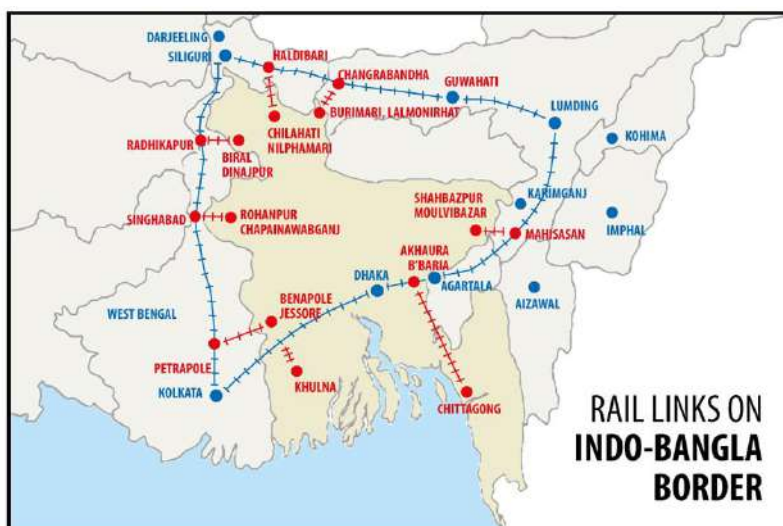 DARJEELING
SILIGURI
HALDIBARI
CHANGRABANDHA
GUWAHATI
BURIMARI, LALMONIRHAT
LUMDING
CHILAHATI
NILPHAMARI
KOHIMA
RADHIKAPUR
BIRAL
DINAJPUR
SHAHBAZPUR
MOULVIBAZAR
KARIMGANJ
SINGHABAD
ROHANPUR
CHAPAINAWABGANJ
MAHISASAN
IMPHAL
AKHAURA
B'BARIA
DHAKA
AGARTALA
AIZAWAL
WEST BENGAL
BENAPOLE
JESSORE
PETRAPOLE
KOLKATA
KHULNA
CHITTAGONG
RAIL LINKS ON
INDO-BANGLA
BORDER